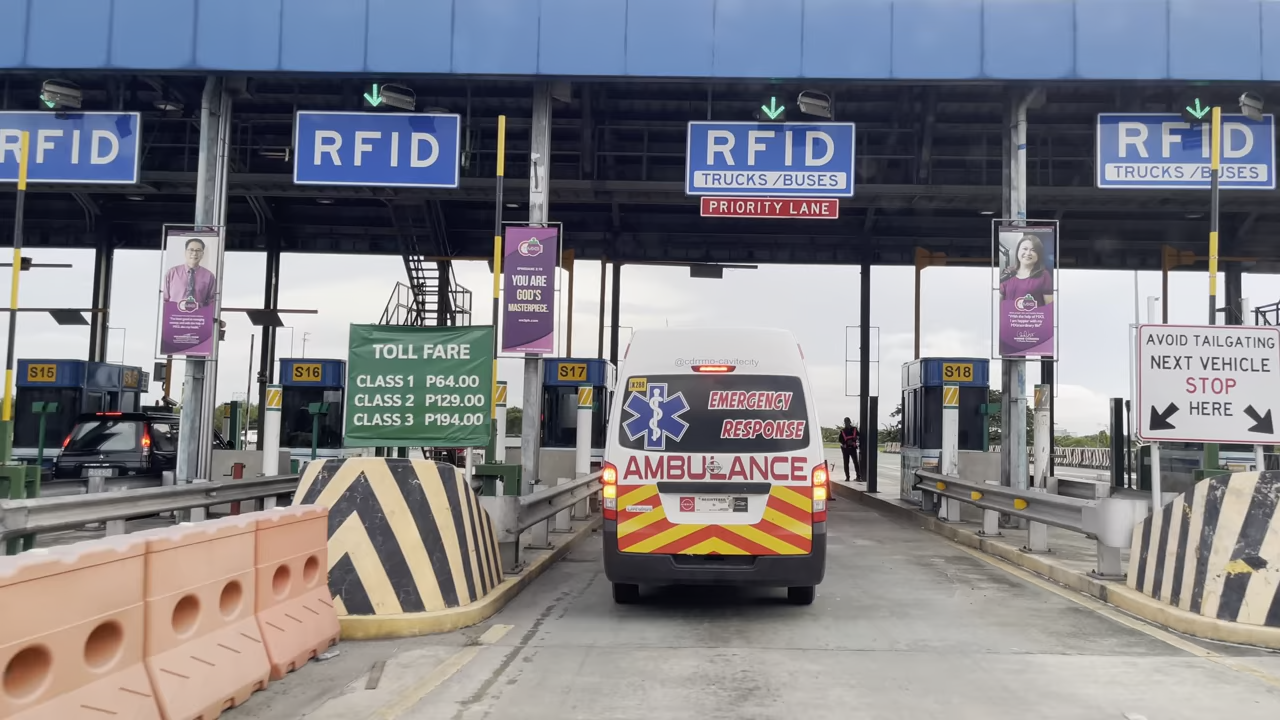 RFID
RFID
RFID
TRUCKS / BUSES
PRIORITY LANE
RFID
TRUCKS / BUSES
YOU ARE
GOD'S
MASTERPIECE.
TOLL FARE
CLASS 1 P64.00
CLASS 2 P129.00
CLASS 3 P194.00
S15
S16
S17
S18
@cdrrmo-cavitecity
EMERGENCY
RESPONSE
AMBULANCE
AVOID TAILGATING
NEXT VEHICLE
STOP
HERE